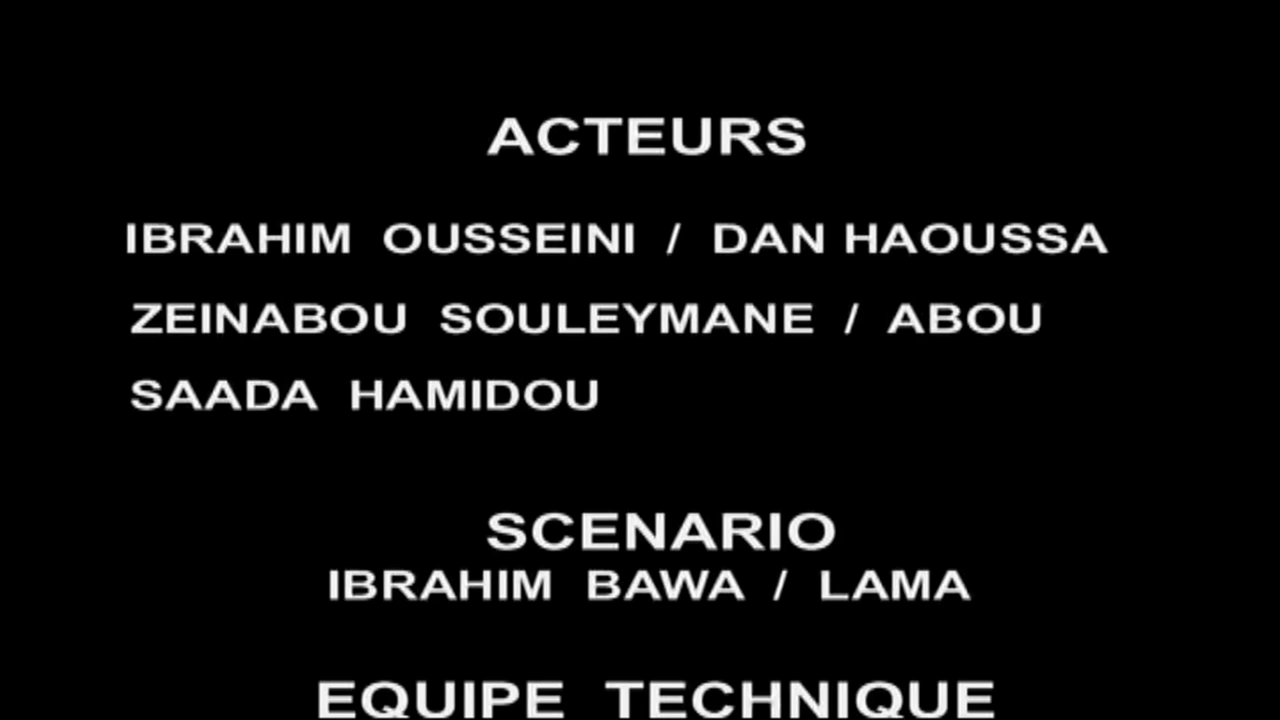 ACTEURS
IBRAHIM OUSSEINI / DAN HAOUSSA
ZEINABOU SOULEYMANE / ABOU
SAADA HAMIDOU
SCENARIO
IBRAHIM BAWA / LAMA
EQUIPE TECHNIQUE